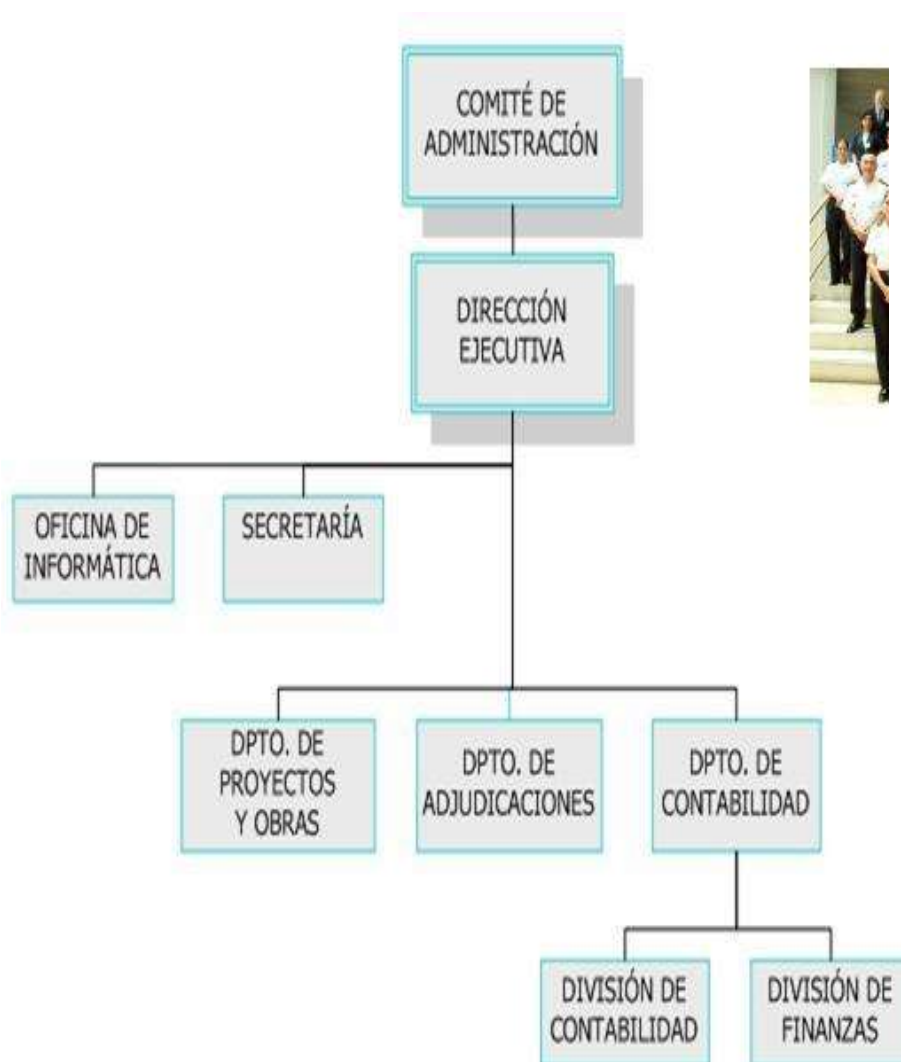 COMITÉ DE
ADMINISTRACIÓN
DIRECCIÓN
EJECUTIVA
OFICINA DE
INFORMÁTICA
SECRETARÍA
DPTO. DE
PROYECTOS
Y OBRAS
DPTO. DE
ADJUDICACIONES
DPTO. DE
CONTABILIDAD
DIVISIÓN DE
CONTABILIDAD
DIVISIÓN DE
FINANZAS